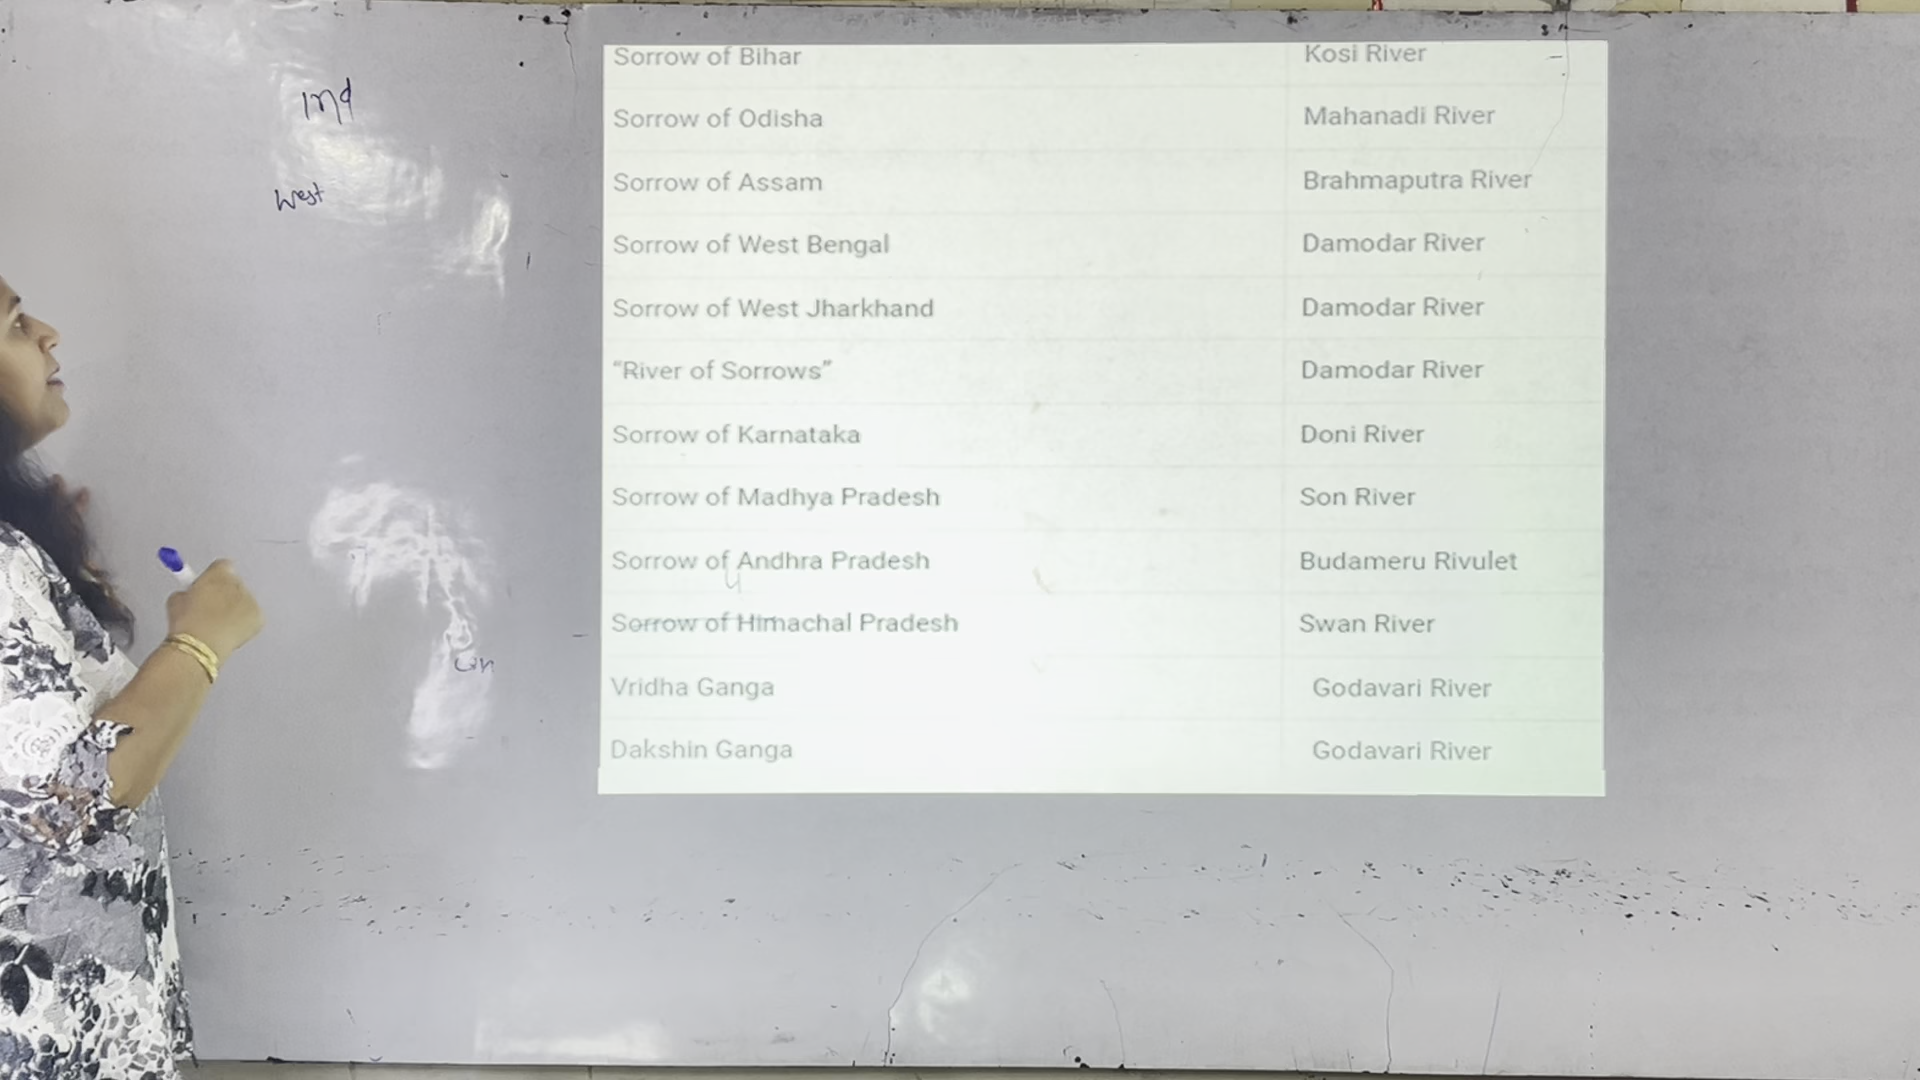 Ind
West
Sorrow of Bihar Kosi River
Sorrow of Odisha Mahanadi River
Sorrow of Assam Brahmaputra River
Sorrow of West Bengal Damodar River
Sorrow of West Jharkhand Damodar River
“River of Sorrows” Damodar River
Sorrow of Karnataka Doni River
Sorrow of Madhya Pradesh Son River
Sorrow of Andhra Pradesh Budameru Rivulet
Sorrow of Himachal Pradesh Swan River
Vridha Ganga Godavari River
Dakshin Ganga Godavari River